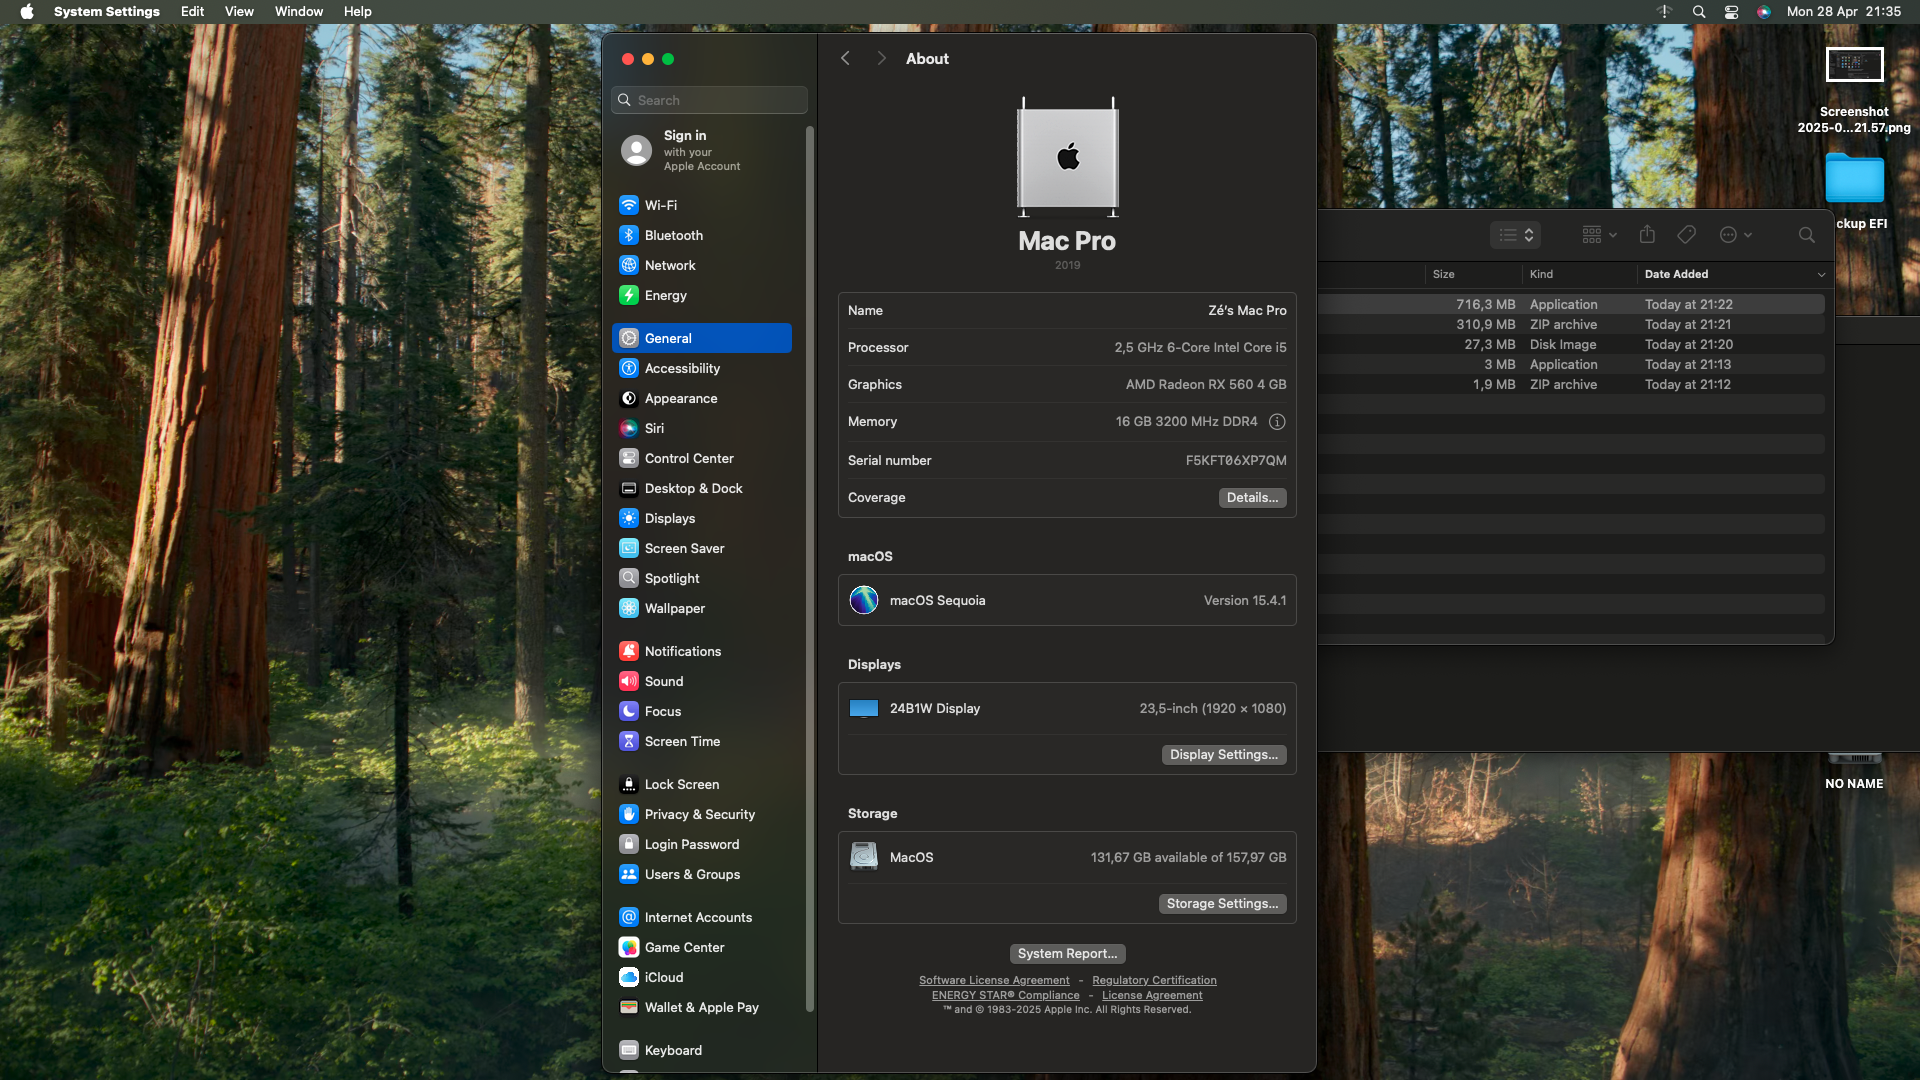 System Settings Edit View Window Help
Mon 28 Apr 21:35
Search
Sign in
with your
Apple Account
Wi-Fi
Bluetooth
Network
Energy
General
Accessibility
Appearance
Siri
Control Center
Desktop & Dock
Displays
Screen Saver
Spotlight
Wallpaper
Notifications
Sound
Focus
Screen Time
Lock Screen
Privacy & Security
Login Password
Users & Groups
Internet Accounts
Game Center
iCloud
Wallet & Apple Pay
Keyboard
About
Mac Pro
2019
Name Zé's Mac Pro
Processor 2,5 GHz 6-Core Intel Core i5
Graphics AMD Radeon RX 560 4 GB
Memory 16 GB 3200 MHz DDR4
Serial number F5KFT06XP7QM
Coverage Details...
macOS
macOS Sequoia Version 15.4.1
Displays
24B1W Display 23,5-inch (1920 × 1080)
Display Settings...
Storage
MacOS 131,67 GB available of 157,97 GB
Storage Settings...
System Report...
Software License Agreement - Regulatory Certification
ENERGY STAR® Compliance - License Agreement
™ and © 1983-2025 Apple Inc. All Rights Reserved.
Size Kind Date Added
716,3 MB Application Today at 21:22
310,9 MB ZIP archive Today at 21:21
27,3 MB Disk Image Today at 21:20
3 MB Application Today at 21:13
1,9 MB ZIP archive Today at 21:12
Screenshot
2025-0...21.57.png
ckup EFI
NO NAME